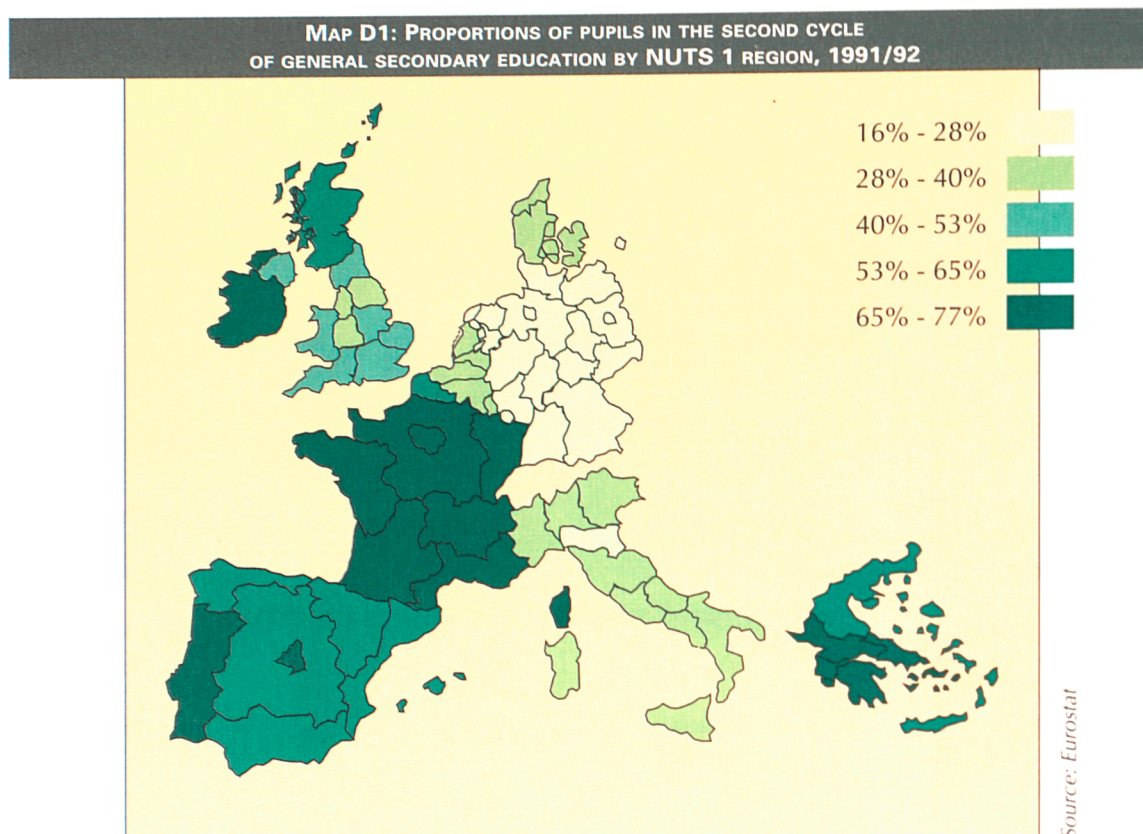 MAP D1: PROPORTIONS OF PUPILS IN THE SECOND CYCLE
OF GENERAL SECONDARY EDUCATION BY NUTS 1 REGION, 1991/92
16% - 28%
28% - 40%
40% - 53%
53% - 65%
65% - 77%
Source: Eurostat